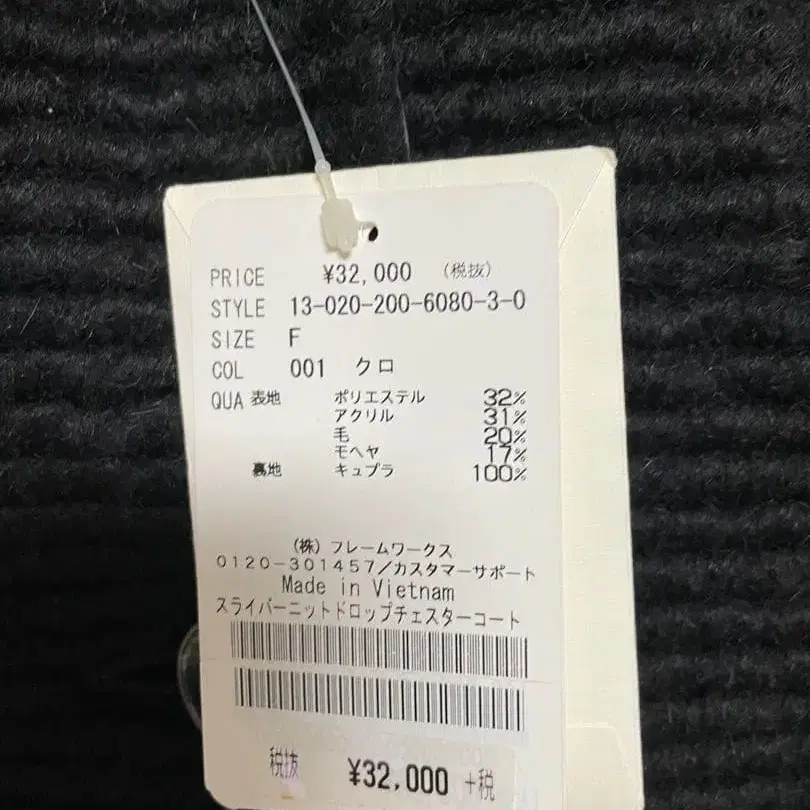 PRICE ¥32,000 (税抜)
STYLE 13-020-200-6080-3-0
SIZE F
COL 001 クロ
QUA 表地 ポリエステル 32%
アクリル 31%
毛 20%
モヘヤ 17%
裏地 キュプラ 100%
(株)フレームワークス
0120-301457/カスタマーサポート
Made in Vietnam
スライバーニットドロップチェスターコート
税抜 ¥32,000 +税